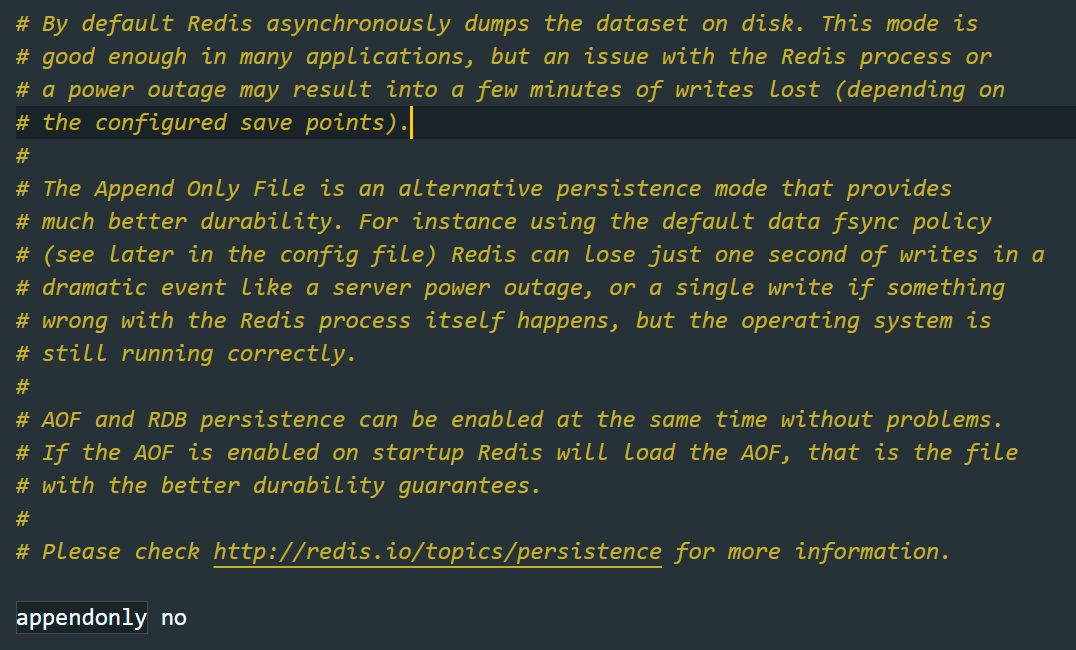 # By default Redis asynchronously dumps the dataset on disk. This mode is
# good enough in many applications, but an issue with the Redis process or
# a power outage may result into a few minutes of writes lost (depending on
# the configured save points).
#
# The Append Only File is an alternative persistence mode that provides
# much better durability. For instance using the default data fsync policy
# (see later in the config file) Redis can lose just one second of writes in a
# dramatic event like a server power outage, or a single write if something
# wrong with the Redis process itself happens, but the operating system is
# still running correctly.
#
# AOF and RDB persistence can be enabled at the same time without problems.
# If the AOF is enabled on startup Redis will load the AOF, that is the file
# with the better durability guarantees.
#
# Please check http://redis.io/topics/persistence for more information.
appendonly no